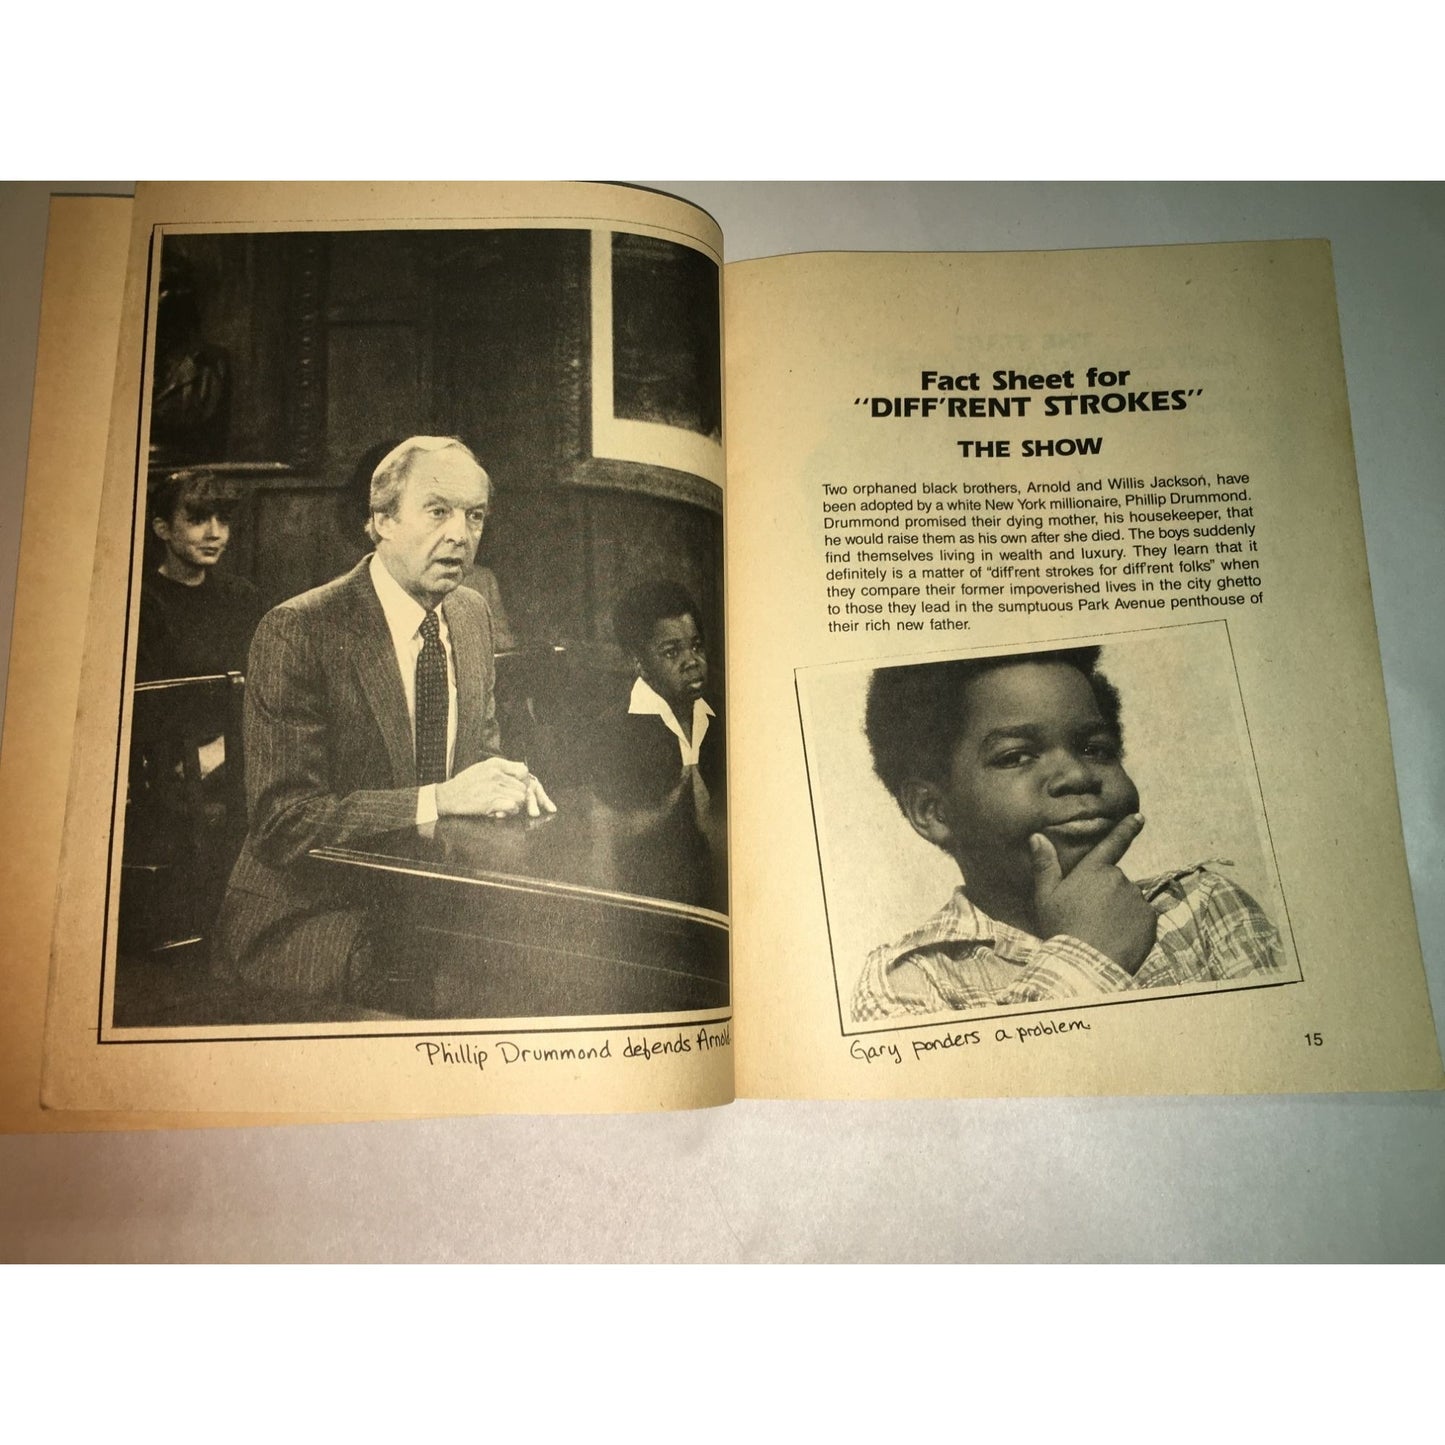 Phillip Drummond defends Arnold
Fact Sheet for
"DIFF'RENT STROKES"
THE SHOW
Two orphaned black brothers, Arnold and Willis Jackson, have
been adopted by a white New York millionaire, Phillip Drummond.
Drummond promised their dying mother, his housekeeper, that
he would raise them as his own after she died. The boys suddenly
find themselves living in wealth and luxury. They learn that it
definitely is a matter of "diff'rent strokes for diff'rent folks" when
they compare their former impoverished lives in the city ghetto
to those they lead in the sumptuous Park Avenue penthouse of
their rich new father.
Gary ponders a problem.
15